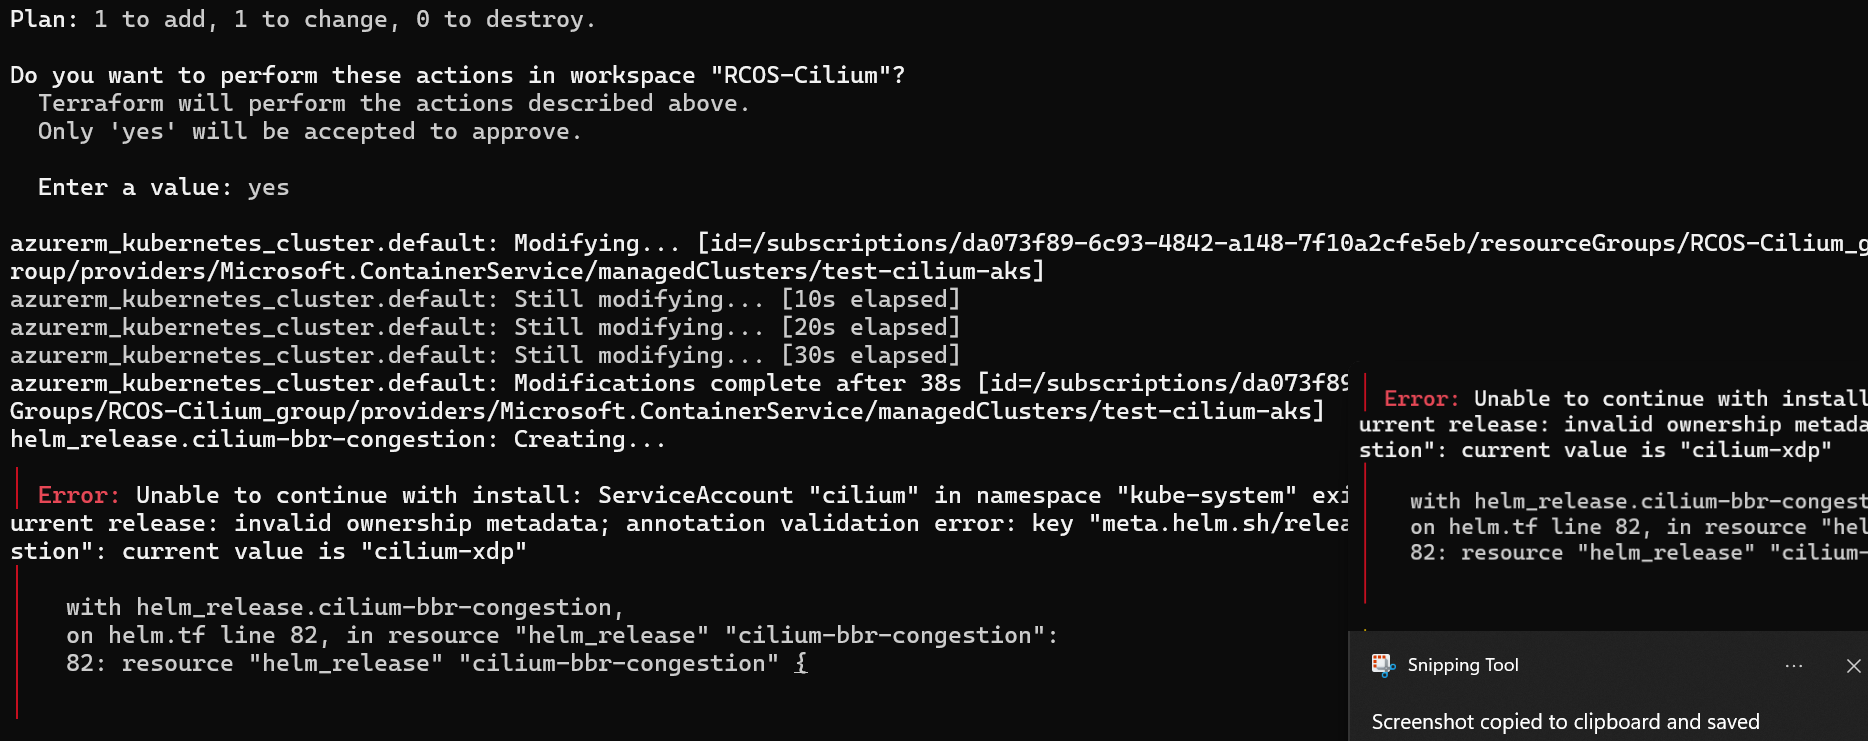 Plan: 1 to add, 1 to change, 0 to destroy.
Do you want to perform these actions in workspace "RCOS-Cilium"?
Terraform will perform the actions described above.
Only 'yes' will be accepted to approve.
Enter a value: yes
azurerm_kubernetes_cluster.default: Modifying... [id=/subscriptions/da073f89-6c93-4842-a148-7f10a2cfe5eb/resourceGroups/RCOS-Cilium_g
roup/providers/Microsoft.ContainerService/managedClusters/test-cilium-aks]
azurerm_kubernetes_cluster.default: Still modifying... [10s elapsed]
azurerm_kubernetes_cluster.default: Still modifying... [20s elapsed]
azurerm_kubernetes_cluster.default: Still modifying... [30s elapsed]
azurerm_kubernetes_cluster.default: Modifications complete after 38s [id=/subscriptions/da073f89
Groups/RCOS-Cilium_group/providers/Microsoft.ContainerService/managedClusters/test-cilium-aks]
helm_release.cilium-bbr-congestion: Creating...
Error: Unable to continue with install: ServiceAccount "cilium" in namespace "kube-system" exi
urrent release: invalid ownership metadata; annotation validation error: key "meta.helm.sh/relea
stion": current value is "cilium-xdp"
with helm_release.cilium-bbr-congestion,
on helm.tf line 82, in resource "helm_release" "cilium-bbr-congestion":
82: resource "helm_release" "cilium-bbr-congestion" {
Error: Unable to continue with install
urrent release: invalid ownership metada
stion": current value is "cilium-xdp"
with helm_release.cilium-bbr-congest
on helm.tf line 82, in resource "hel
82: resource "helm_release" "cilium-
Snipping Tool
Screenshot copied to clipboard and saved